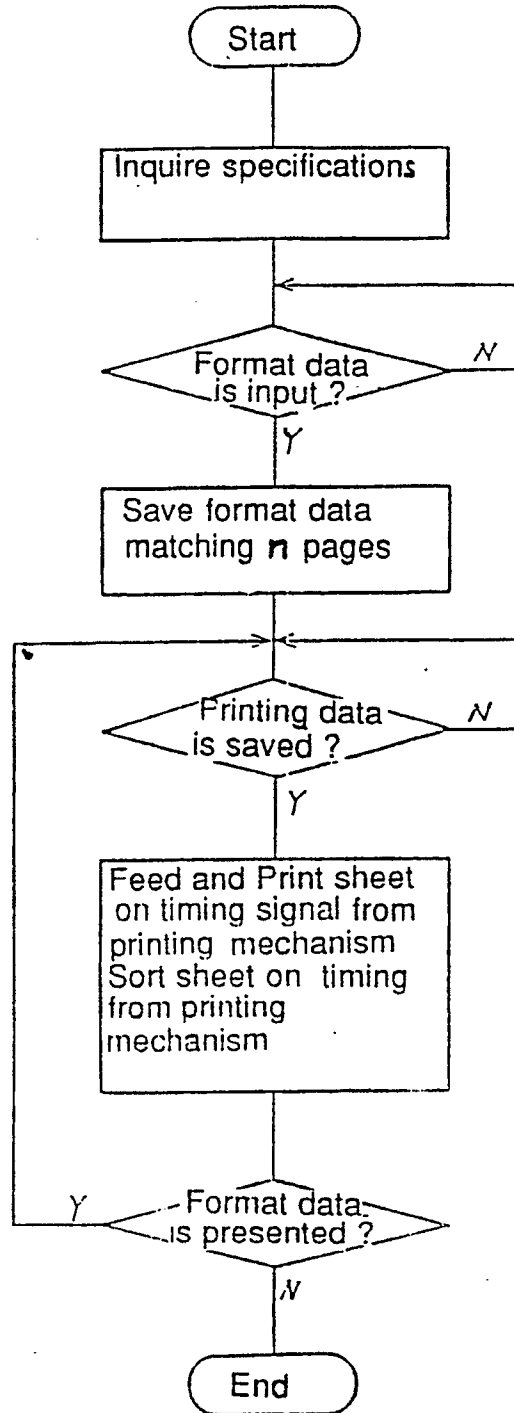 Start
Inquire specifications
Format data
is input ?
N
Y
Save format data
matching n pages
Printing data
is saved ?
N
Y
Feed and Print sheet
on timing signal from
printing mechanism
Sort sheet on timing
from printing
mechanism
Y
Format data
is presented ?
N
End